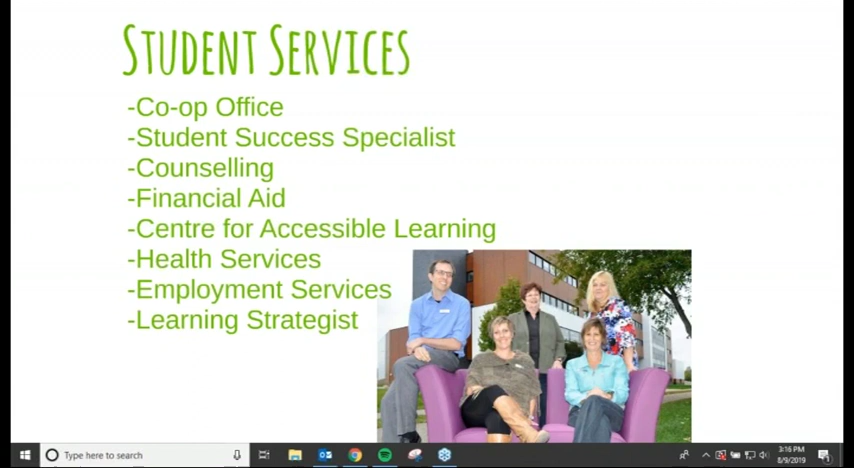 STUDENT SERVICES
-Co-op Office
-Student Success Specialist
-Counselling
-Financial Aid
-Centre for Accessible Learning
-Health Services
-Employment Services
-Learning Strategist
Type here to search
3:16 PM
8/9/2019